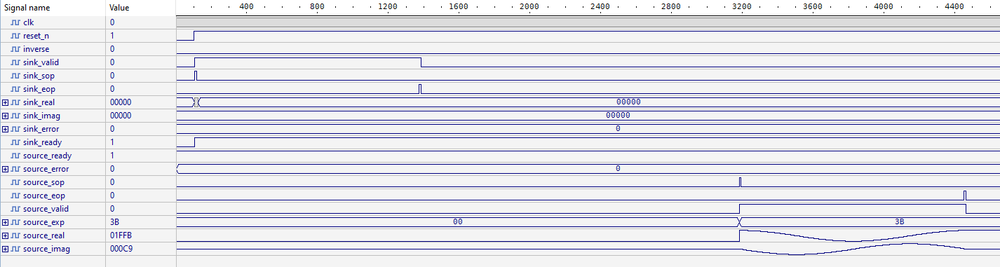 Signal name Value 400 800 1200 1600 2000 2400 2800 3200 3600 4000 4400
clk 0
reset_n 1
inverse 0
sink_valid 0
sink_sop 0
sink_eop 0
sink_real 00000 00000
sink_imag 00000 00000
sink_error 0 0
sink_ready 1
source_ready 1
source_error 0 0
source_sop 0
source_eop 0
source_valid 0
source_exp 3B 00 3B
source_real 01FFB
source_imag 000C9